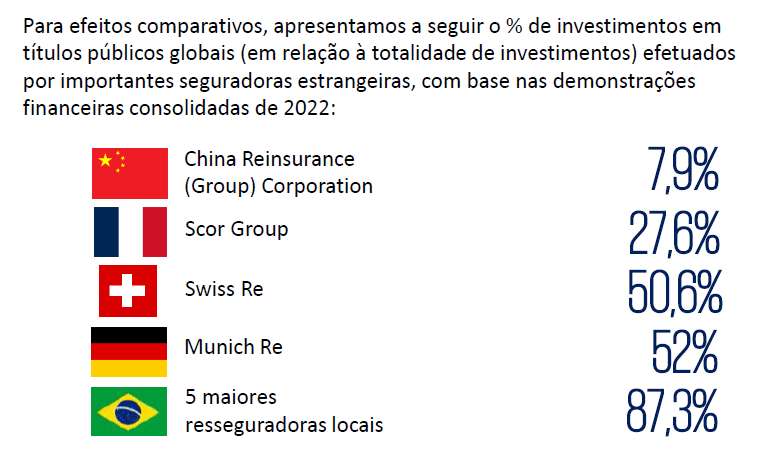 Para efeitos comparativos, apresentamos a seguir o % de investimentos em
títulos públicos globais (em relação à totalidade de investimentos) efetuados
por importantes seguradoras estrangeiras, com base nas demonstrações
financeiras consolidadas de 2022:
China Reinsurance
(Group) Corporation
7,9%
Scor Group
27,6%
Swiss Re
50,6%
Munich Re
52%
5 maiores
resseguradoras locais
87,3%